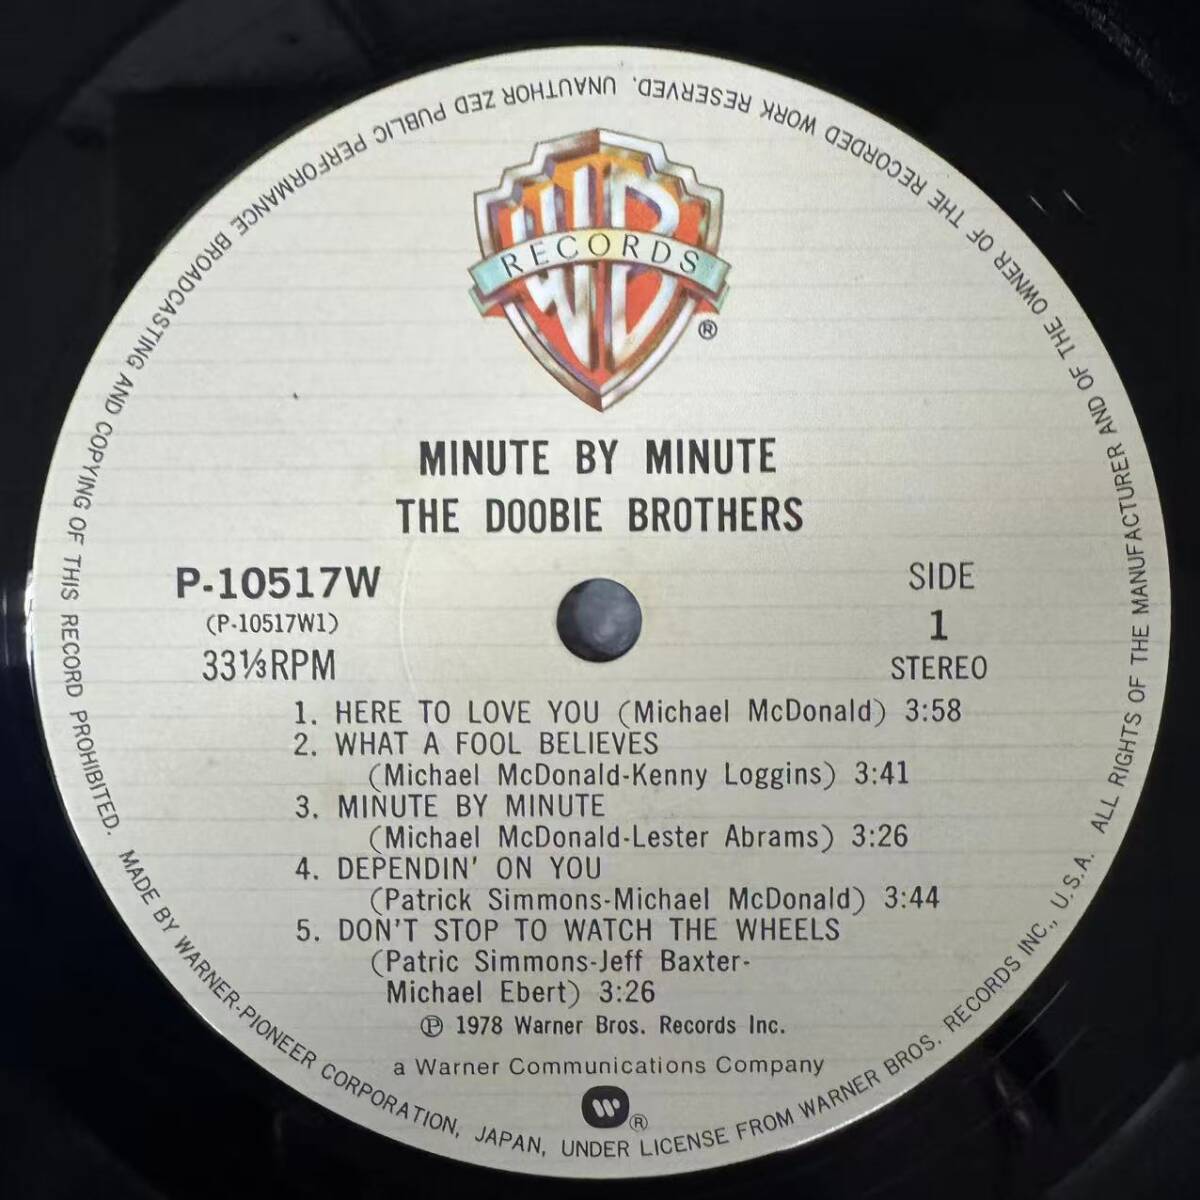 WB
RECORDS
®
MINUTE BY MINUTE
THE DOOBIE BROTHERS
P-10517W
(P-10517W1)
33⅓RPM
SIDE
1
STEREO
1. HERE TO LOVE YOU (Michael McDonald) 3:58
2. WHAT A FOOL BELIEVES
(Michael McDonald-Kenny Loggins) 3:41
3. MINUTE BY MINUTE
(Michael McDonald-Lester Abrams) 3:26
4. DEPENDIN' ON YOU
(Patrick Simmons-Michael McDonald) 3:44
5. DON'T STOP TO WATCH THE WHEELS
(Patric Simmons-Jeff Baxter-
Michael Ebert) 3:26
Ⓟ 1978 Warner Bros. Records Inc.
a Warner Communications Company
W ®
MADE BY WARNER-PIONEER CORPORATION, JAPAN, UNDER LICENSE FROM WARNER BROS. RECORDS INC., U.S.A. ALL RIGHTS OF THE MANUFACTURER AND OF THE OWNER OF THE RECORDED WORK RESERVED. UNAUTHOR ZED PUBLIC PERFORMANCE BROADCASTING AND COPYING OF THIS RECORD PROHIBITED.